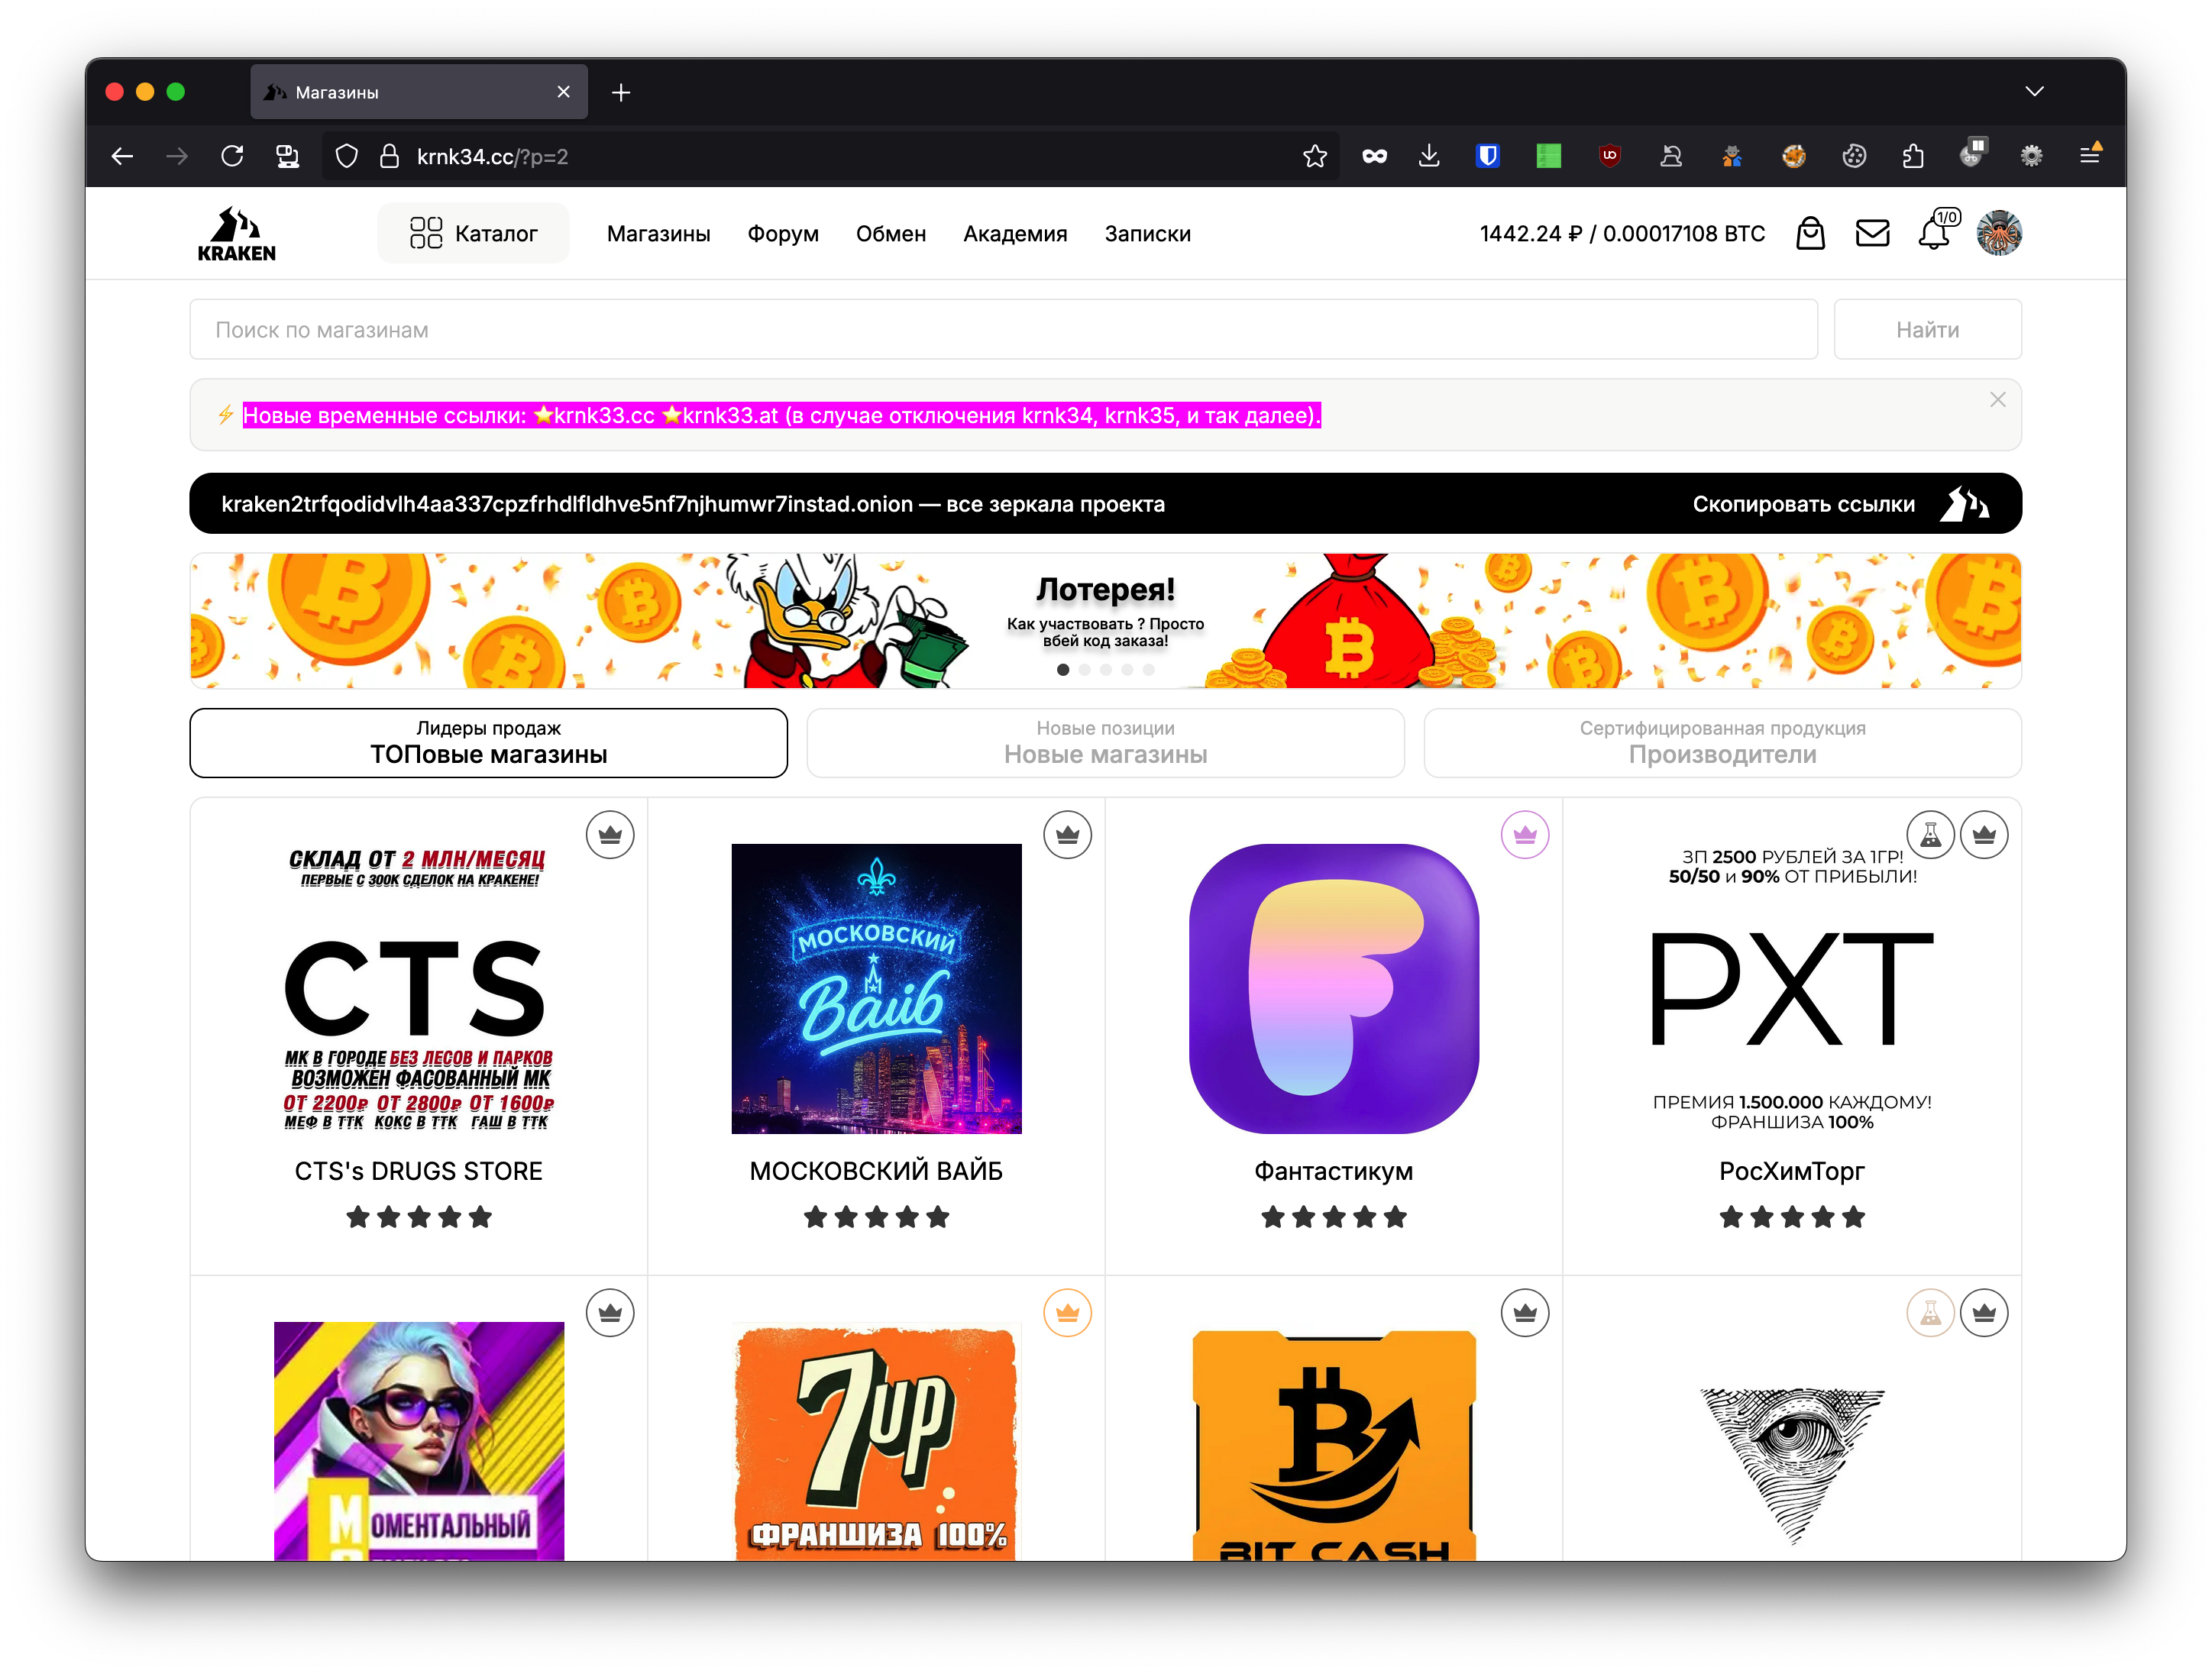 Магазины
krnk34.cc/?p=2
KRAKEN
Каталог
Магазины
Форум
Обмен
Академия
Записки
1442.24 ₽ / 0.00017108 BTC
1/0
Поиск по магазинам
Найти
⚡ Новые временные ссылки: ⭐krnk33.cc ⭐krnk33.at (в случае отключения krnk34, krnk35, и так далее).
kraken2trfqodidvlh4aa337cpzfrhdlfldhve5nf7njhumwr7instad.onion — все зеркала проекта
Скопировать ссылки
Лотерея!
Как участвовать ? Просто
вбей код заказа!
Лидеры продаж
ТОПовые магазины
Новые позиции
Новые магазины
Сертифицированная продукция
Производители
СКЛАД ОТ 2 МЛН/МЕСЯЦ
ПЕРВЫЕ С 300К СДЕЛОК НА КРАКЕНЕ!
CTS
МК В ГОРОДЕ БЕЗ ЛЕСОВ И ПАРКОВ
ВОЗМОЖЕН ФАСОВАННЫЙ МК
ОТ 2200₽ ОТ 2800₽ ОТ 1600₽
МЕФ В ТТК КОКС В ТТК ГАШ В ТТК
CTS's DRUGS STORE
МОСКОВСКИЙ
Вайб
МОСКОВСКИЙ ВАЙБ
F
Фантастикум
ЗП 2500 РУБЛЕЙ ЗА 1ГР!
50/50 и 90% ОТ ПРИБЫЛИ!
РХТ
ПРЕМИЯ 1.500.000 КАЖДОМУ!
ФРАНШИЗА 100%
РосХимТорг
МОМЕНТАЛЬНЫЙ
7up
ФРАНШИЗА 100%
BIT CASH